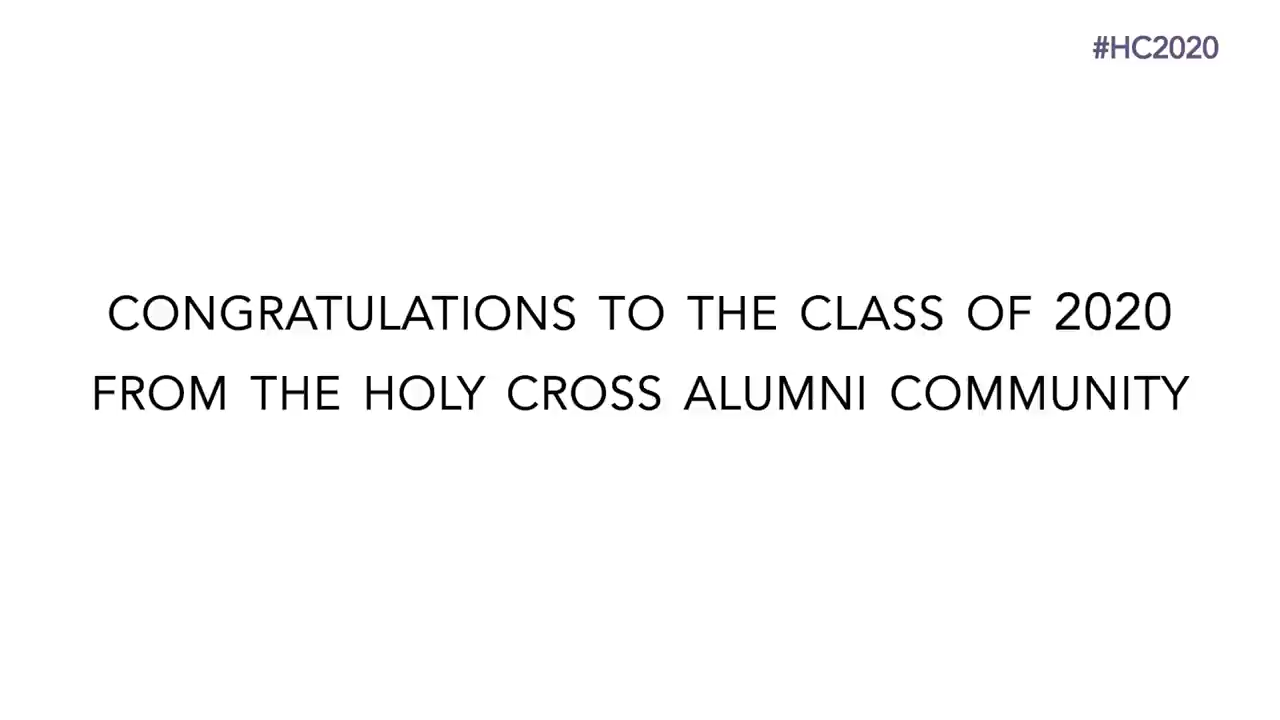 #HC2020
CONGRATULATIONS TO THE CLASS OF 2020
FROM THE HOLY CROSS ALUMNI COMMUNITY